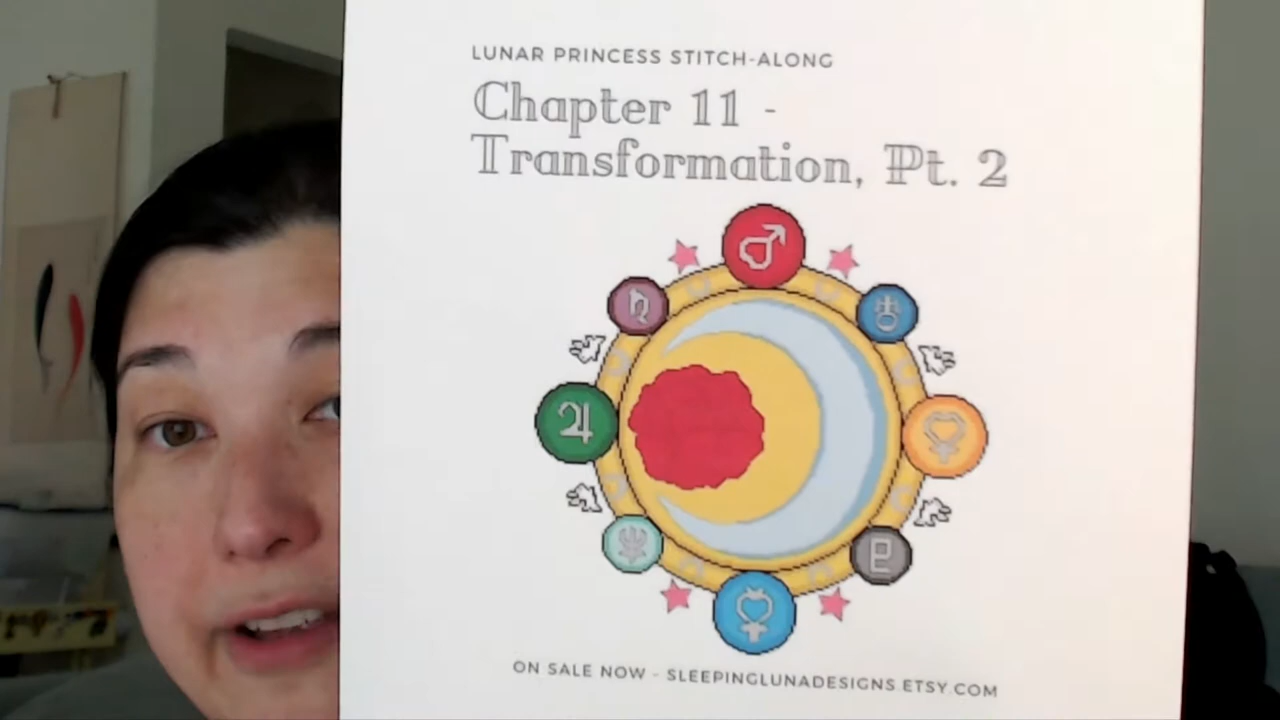 LUNAR PRINCESS STITCH-ALONG
Chapter 11 -
Transformation, Pt. 2
ON SALE NOW - SLEEPINGLUNADESIGNS.ETSY.COM